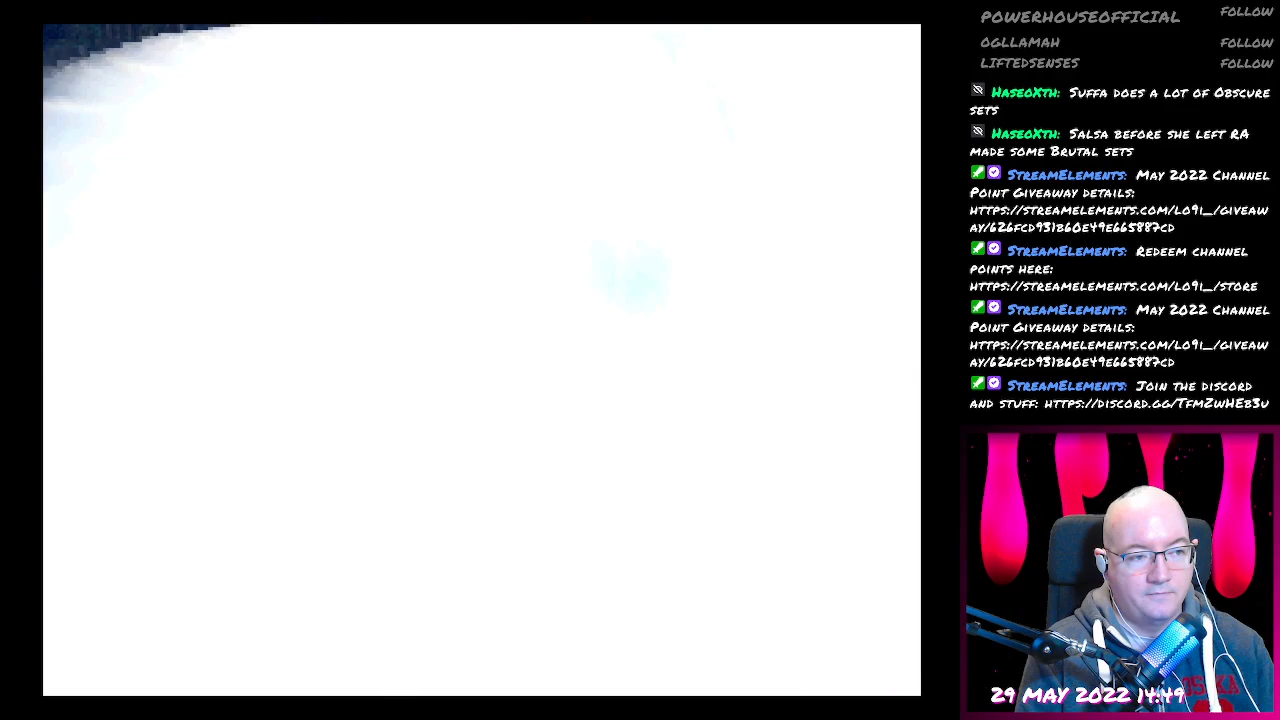 POWERHOUSEOFFICIAL FOLLOW
OGLLAMAH FOLLOW
LIFTEDSENSES FOLLOW
HaseoXth: Suffa does a lot of Obscure
sets
HaseoXth: Salsa before she left RA
made some Brutal sets
StreamElements: May 2022 Channel
Point Giveaway details:
https://streamelements.com/lo9i_/giveaw
ay/626fcd931b60e49e665887cd
StreamElements: Redeem channel
points here:
https://streamelements.com/lo9i_/store
StreamElements: May 2022 Channel
Point Giveaway details:
https://streamelements.com/lo9i_/giveaw
ay/626fcd931b60e49e665887cd
StreamElements: Join the discord
and stuff: https://discord.gg/TfmZwHEb3u
29 MAY 2022 14:49